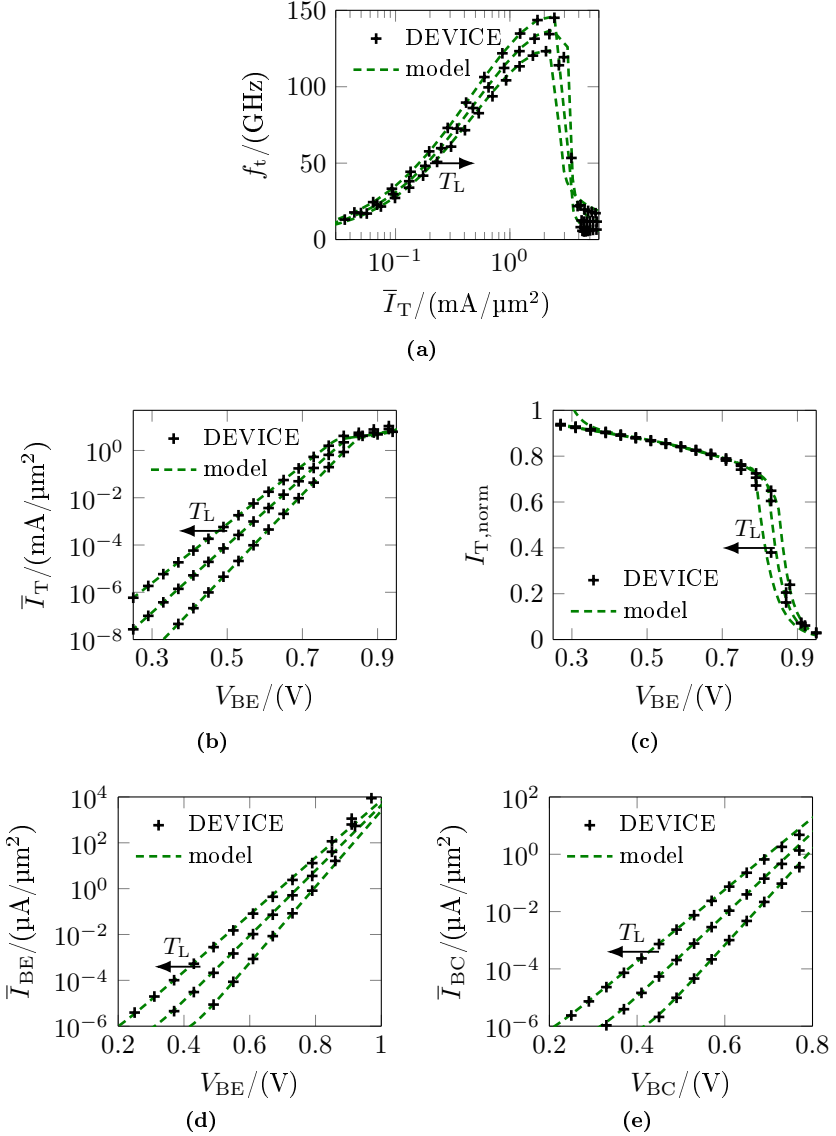 150
100
50
0
f_t/(GHz)
DEVICE
model
T_L
10^−1
10^0
I̅_T/(mA/µm²)
(a)
10^0
10^−2
10^−4
10^−6
10^−8
I̅_T/(mA/µm²)
DEVICE
model
T_L
0.3
0.5
0.7
0.9
V_BE/(V)
(b)
1
0.8
0.6
0.4
0.2
0
I_T,norm
T_L
DEVICE
model
0.3
0.5
0.7
0.9
V_BE/(V)
(c)
10^4
10^2
10^0
10^−2
10^−4
10^−6
I̅_BE/(µA/µm²)
DEVICE
model
T_L
0.2
0.4
0.6
0.8
1
V_BE/(V)
(d)
10^2
10^0
10^−2
10^−4
10^−6
I̅_BC/(µA/µm²)
DEVICE
model
T_L
0.2
0.4
0.6
0.8
V_BC/(V)
(e)